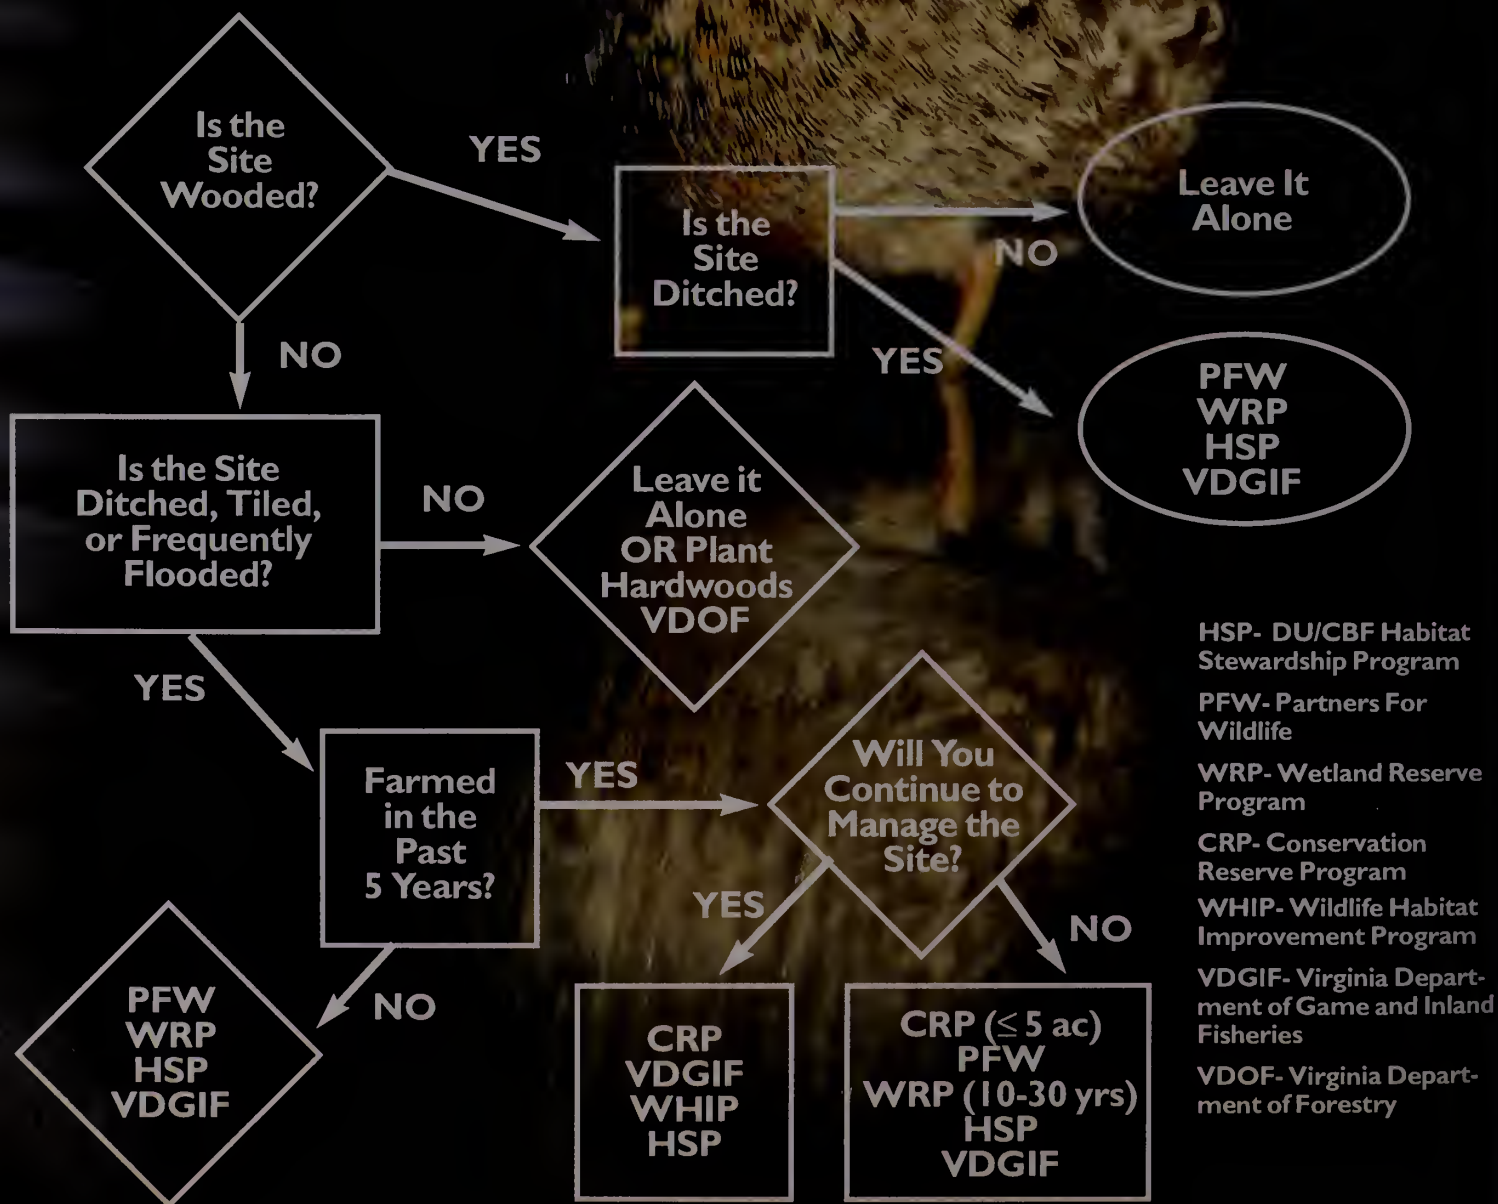 Is the
Site
Wooded?
YES
Is the
Site
Ditched?
NO
Leave It
Alone
YES
PFW
WRP
HSP
VDGIF
NO
Is the Site
Ditched, Tiled,
or Frequently
Flooded?
NO
Leave it
Alone
OR Plant
Hardwoods
VDOF
YES
Farmed
in the
Past
5 Years?
YES
Will You
Continue to
Manage the
Site?
YES
NO
NO
PFW
WRP
HSP
VDGIF
CRP
VDGIF
WHIP
HSP
CRP (≤ 5 ac)
PFW
WRP (10-30 yrs)
HSP
VDGIF
HSP- DU/CBF Habitat
Stewardship Program
PFW- Partners For
Wildlife
WRP- Wetland Reserve
Program
CRP- Conservation
Reserve Program
WHIP- Wildlife Habitat
Improvement Program
VDGIF- Virginia Depart-
ment of Game and Inland
Fisheries
VDOF- Virginia Depart-
ment of Forestry